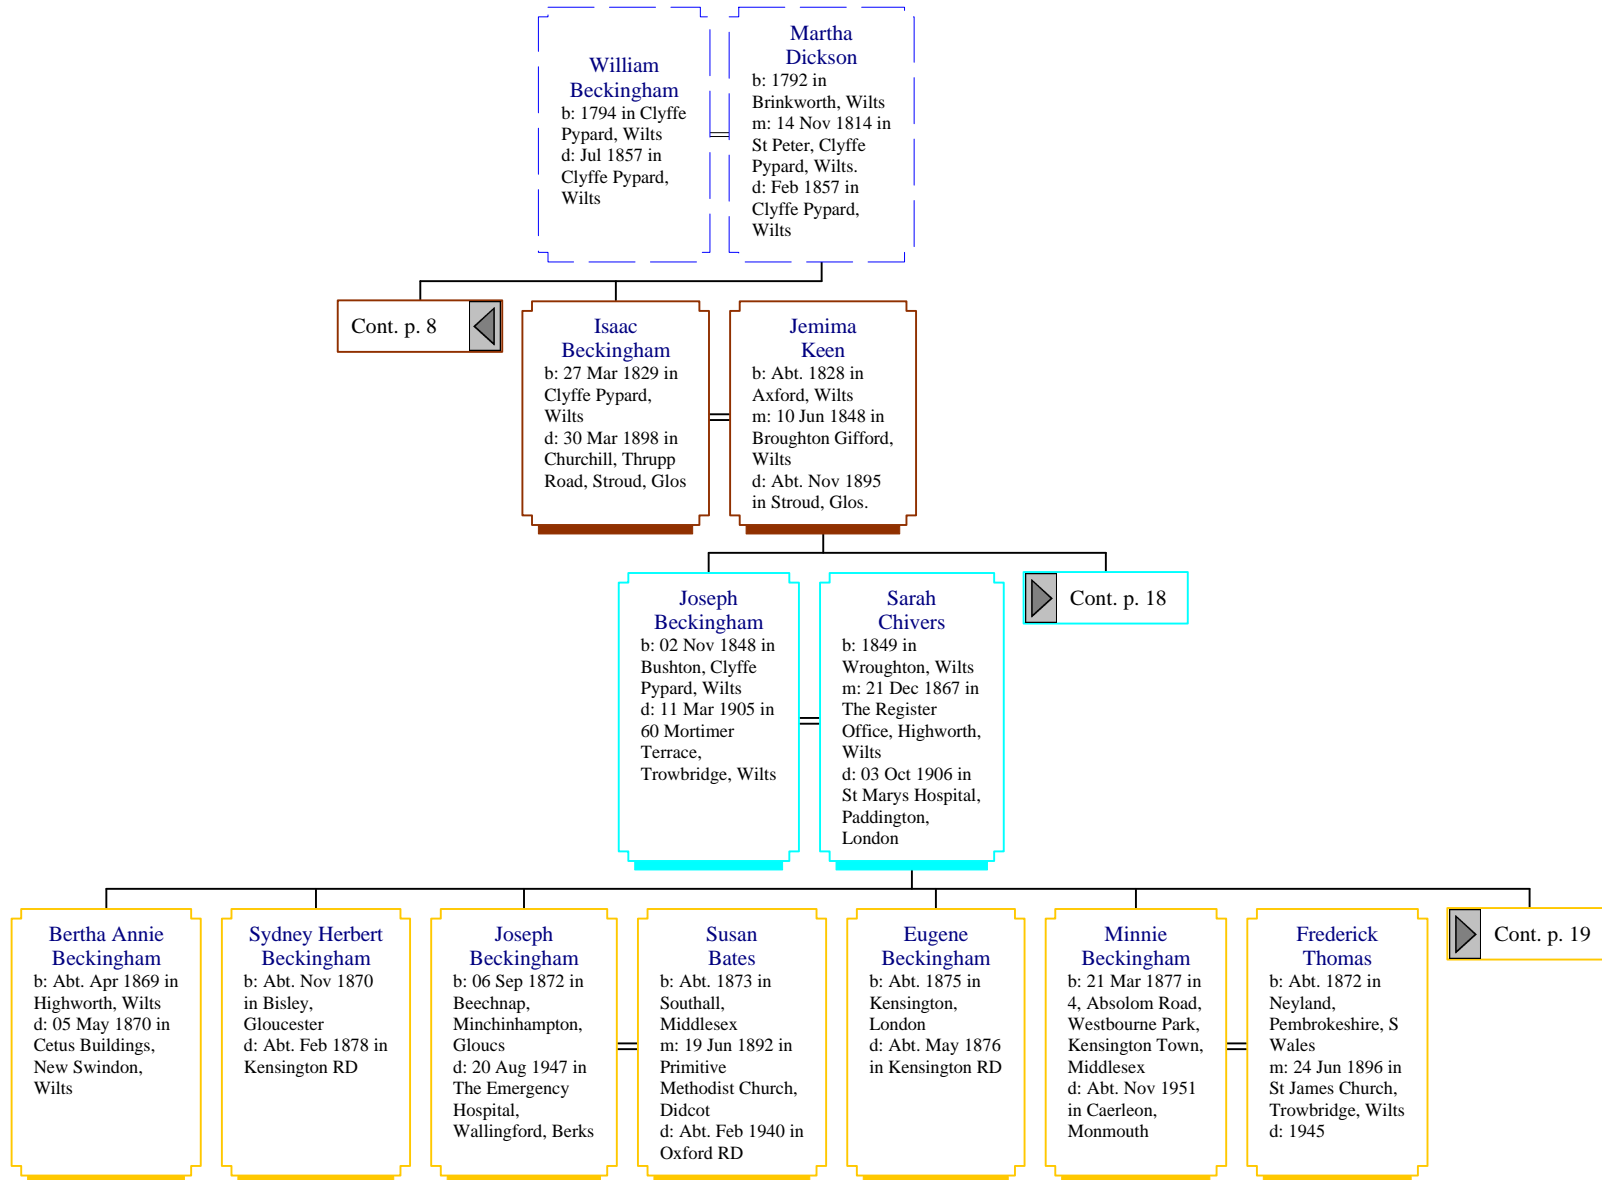 William
Beckingham
b: 1794 in Clyffe
Pypard, Wilts
d: Jul 1857 in
Clyffe Pypard,
Wilts
Martha
Dickson
b: 1792 in
Brinkworth, Wilts
m: 14 Nov 1814 in
St Peter, Clyffe
Pypard, Wilts.
d: Feb 1857 in
Clyffe Pypard,
Wilts
Cont. p. 8
Isaac
Beckingham
b: 27 Mar 1829 in
Clyffe Pypard,
Wilts
d: 30 Mar 1898 in
Churchill, Thrupp
Road, Stroud, Glos
Jemima
Keen
b: Abt. 1828 in
Axford, Wilts
m: 10 Jun 1848 in
Broughton Gifford,
Wilts
d: Abt. Nov 1895
in Stroud, Glos.
Joseph
Beckingham
b: 02 Nov 1848 in
Bushton, Clyffe
Pypard, Wilts
d: 11 Mar 1905 in
60 Mortimer
Terrace,
Trowbridge, Wilts
Sarah
Chivers
b: 1849 in
Wroughton, Wilts
m: 21 Dec 1867 in
The Register
Office, Highworth,
Wilts
d: 03 Oct 1906 in
St Marys Hospital,
Paddington,
London
Cont. p. 18
Bertha Annie
Beckingham
b: Abt. Apr 1869 in
Highworth, Wilts
d: 05 May 1870 in
Cetus Buildings,
New Swindon,
Wilts
Sydney Herbert
Beckingham
b: Abt. Nov 1870
in Bisley,
Gloucester
d: Abt. Feb 1878 in
Kensington RD
Joseph
Beckingham
b: 06 Sep 1872 in
Beechnap,
Minchinhampton,
Gloucs
d: 20 Aug 1947 in
The Emergency
Hospital,
Wallingford, Berks
Susan
Bates
b: Abt. 1873 in
Southall,
Middlesex
m: 19 Jun 1892 in
Primitive
Methodist Church,
Didcot
d: Abt. Feb 1940 in
Oxford RD
Eugene
Beckingham
b: Abt. 1875 in
Kensington,
London
d: Abt. May 1876
in Kensington RD
Minnie
Beckingham
b: 21 Mar 1877 in
4, Absolom Road,
Westbourne Park,
Kensington Town,
Middlesex
d: Abt. Nov 1951
in Caerleon,
Monmouth
Frederick
Thomas
b: Abt. 1872 in
Neyland,
Pembrokeshire, S
Wales
m: 24 Jun 1896 in
St James Church,
Trowbridge, Wilts
d: 1945
Cont. p. 19